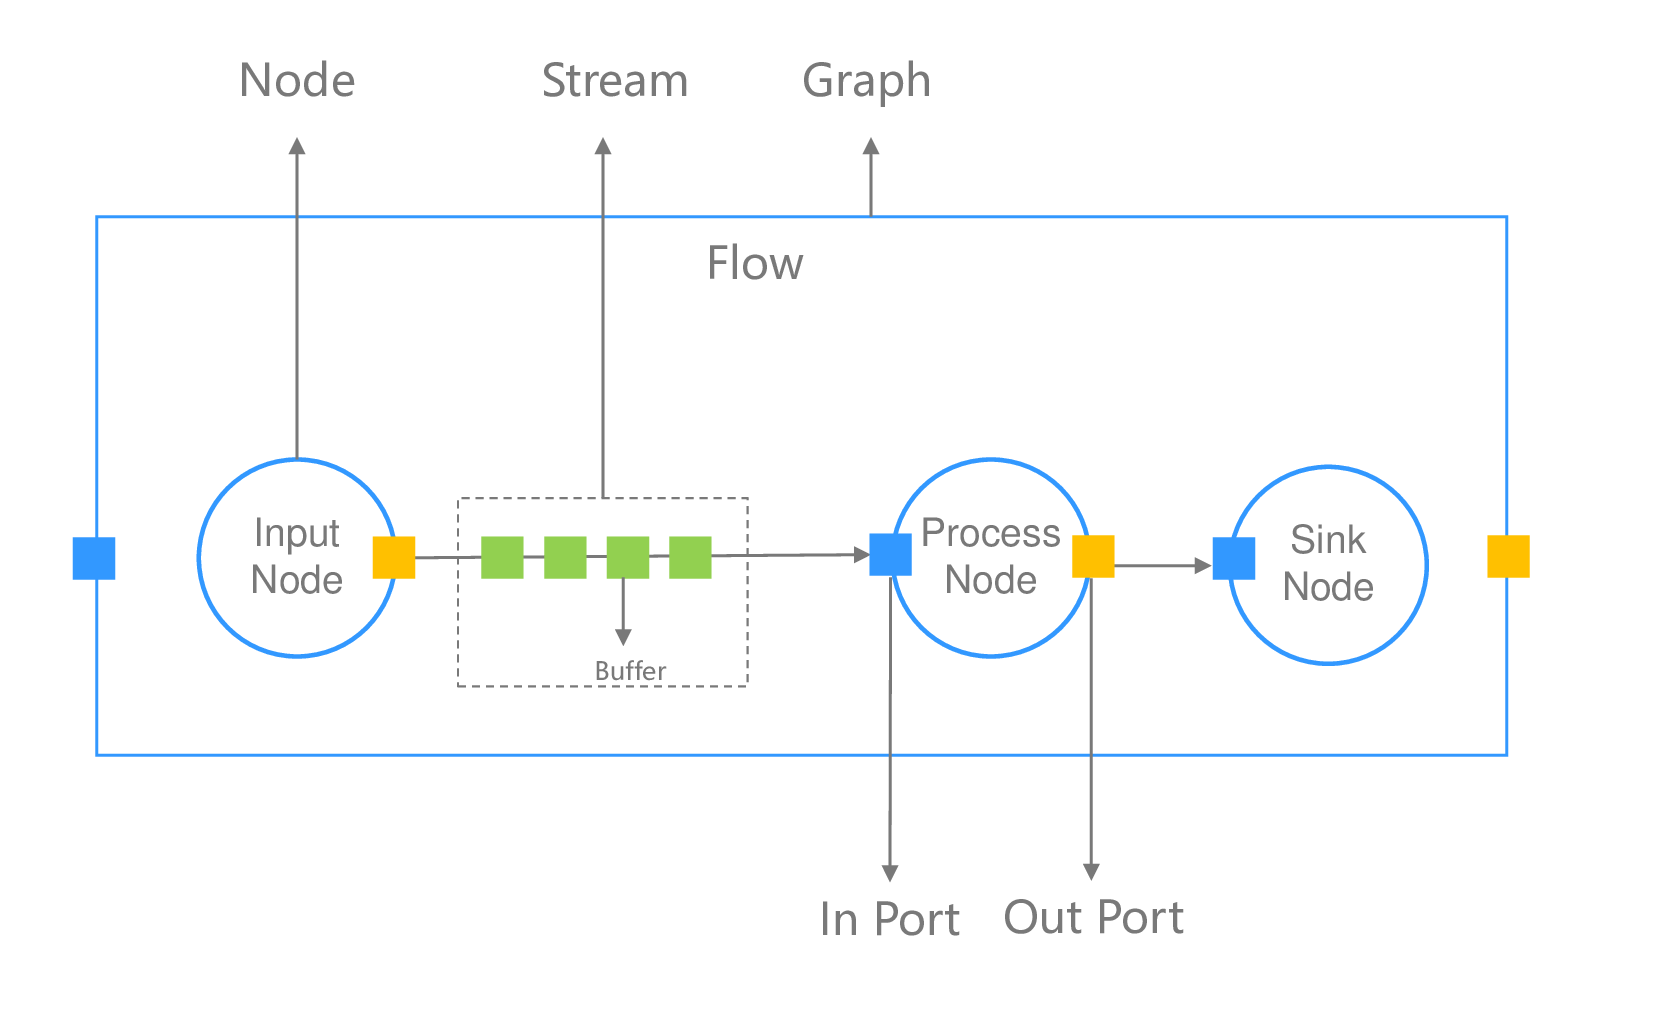 Node
Stream
Graph
Flow
Input
Node
Buffer
Process
Node
Sink
Node
In Port
Out Port